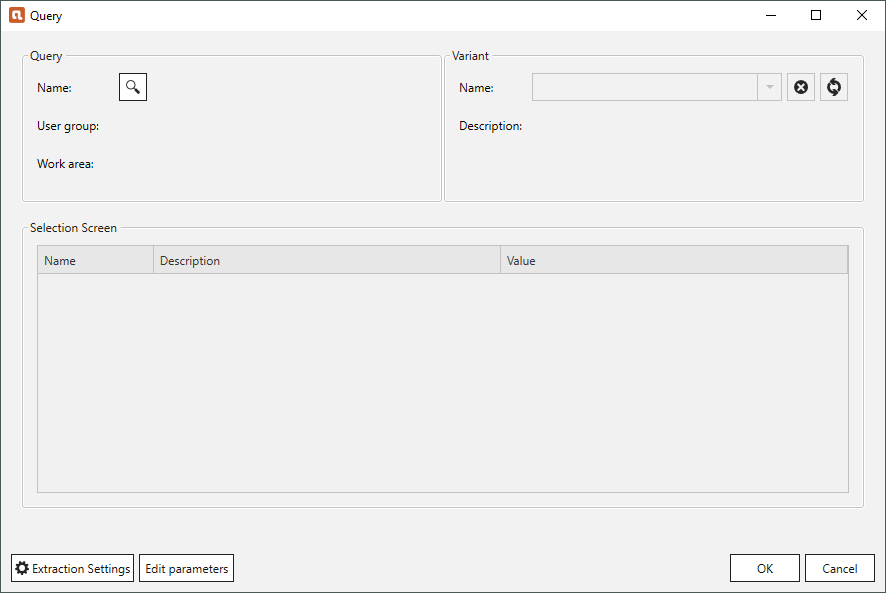 Query
Query
Name:
User group:
Work area:
Variant
Name:
Description:
Selection Screen
Name Description Value
Extraction Settings Edit parameters OK Cancel